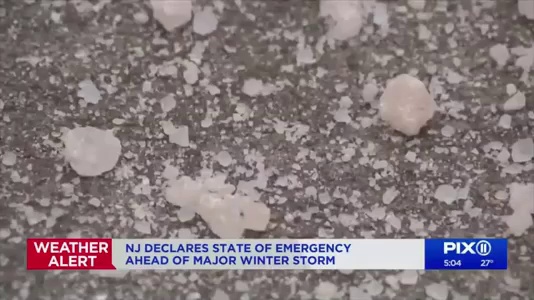 WEATHER
ALERT
NJ DECLARES STATE OF EMERGENCY
AHEAD OF MAJOR WINTER STORM
PIX11
5:04 27°